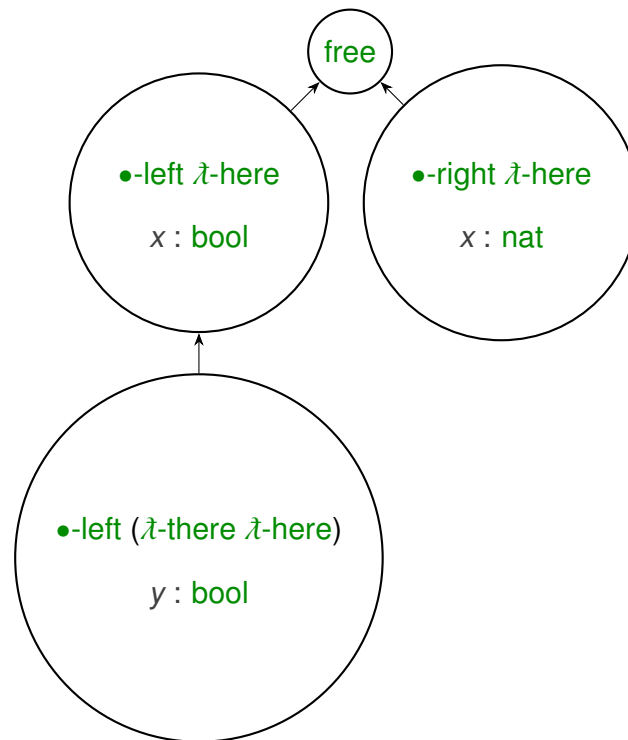 free
•-left ƛ-here
x : bool
•-right ƛ-here
x : nat
•-left (ƛ-there ƛ-here)
y : bool